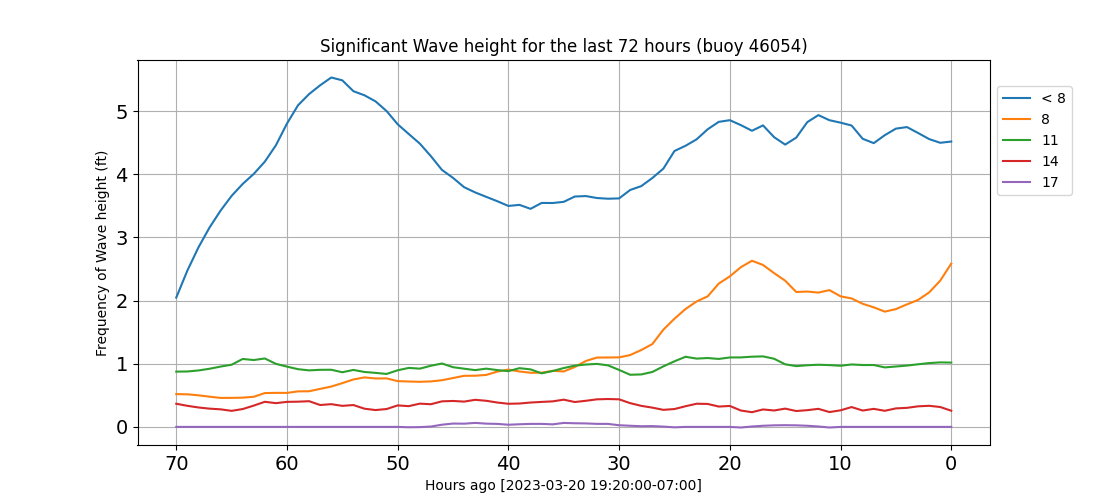 Significant Wave height for the last 72 hours (buoy 46054)
Frequency of Wave height (ft)
5
4
3
2
1
0
70 60 50 40 30 20 10 0
Hours ago [2023-03-20 19:20:00-07:00]
< 8
8
11
14
17